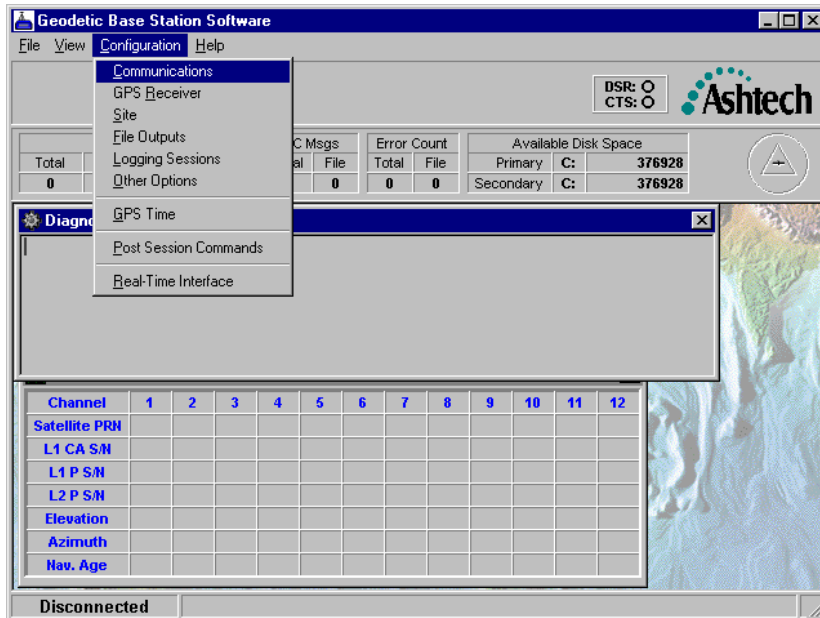 Geodetic Base Station Software
File View Configuration Help
Communications
GPS Receiver
Site
File Outputs
Logging Sessions
Other Options
GPS Time
Post Session Commands
Real-Time Interface
DSR:
CTS:
Ashtech
Msgs Error Count Available Disk Space
Total File Total File Primary C: 376928
0 0 0 0 Secondary C: 376928
Channel 1 2 3 4 5 6 7 8 9 10 11 12
Satellite PRN
L1 CA S/N
L1 P S/N
L2 P S/N
Elevation
Azimuth
Nav. Age
Disconnected